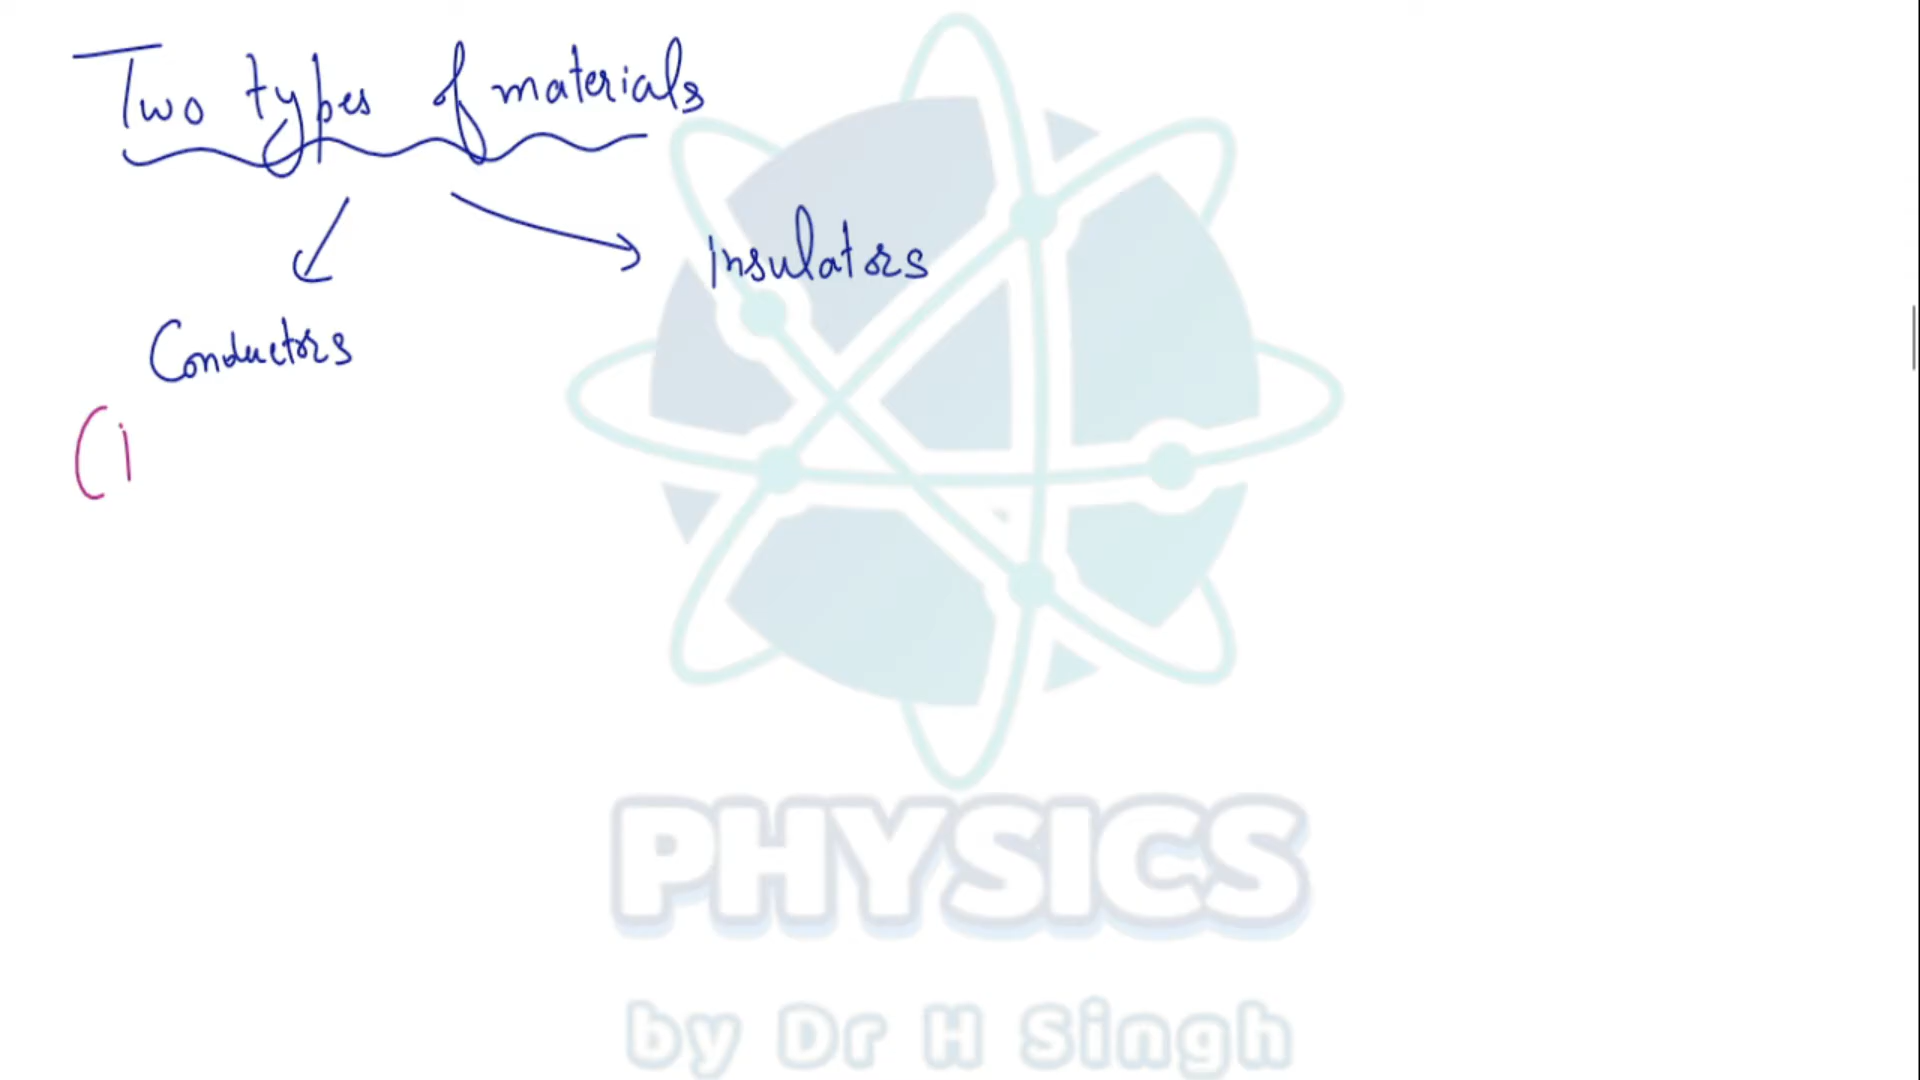 Two types of materials
insulators
Conductors
(i
PHYSICS
by Dr H Singh